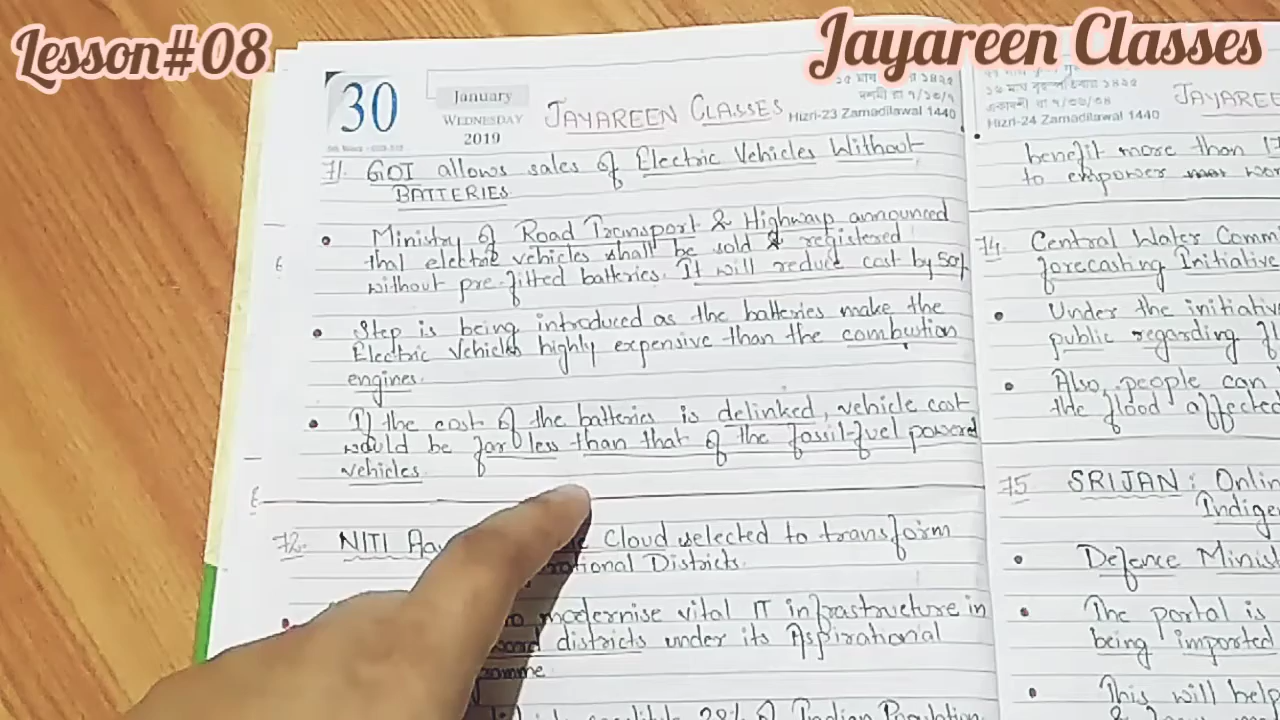 Lesson#08
Jayareen Classes
30
January
WEDNESDAY
2019
JAYAREEN CLASSES
Hizri-23 Zamadilawal 1440
71. GOI allows sales of Electric Vehicles Without
BATTERIES
• Ministry of Road Transport & Highways announced
that electric vehicles shall be sold & registered
without pre-fitted batteries. It will reduce cost by 50%
• Step is being introduced as the batteries make the
Electric Vehicles highly expensive than the combustion
engines.
• If the cost of the batteries is delinked, vehicle cost
would be far less than that of the fossil-fuel powered
vehicles.
72. NITI Cloud selected to transform
Districts.
modernise vital IT infrastructure in
districts under its Aspirational
28% of Indian Population
Hizri-24 Zamadilawal 1440
JAYAREE
benefit more than
to empower
74. Central Water Comm
forecasting Initiative
• Under the initiativ
public regarding
• Also, people can
the flood affected
75 SRIJAN: Onlin
Indige
• Defence Minist
• The portal is
being imported
• This will help